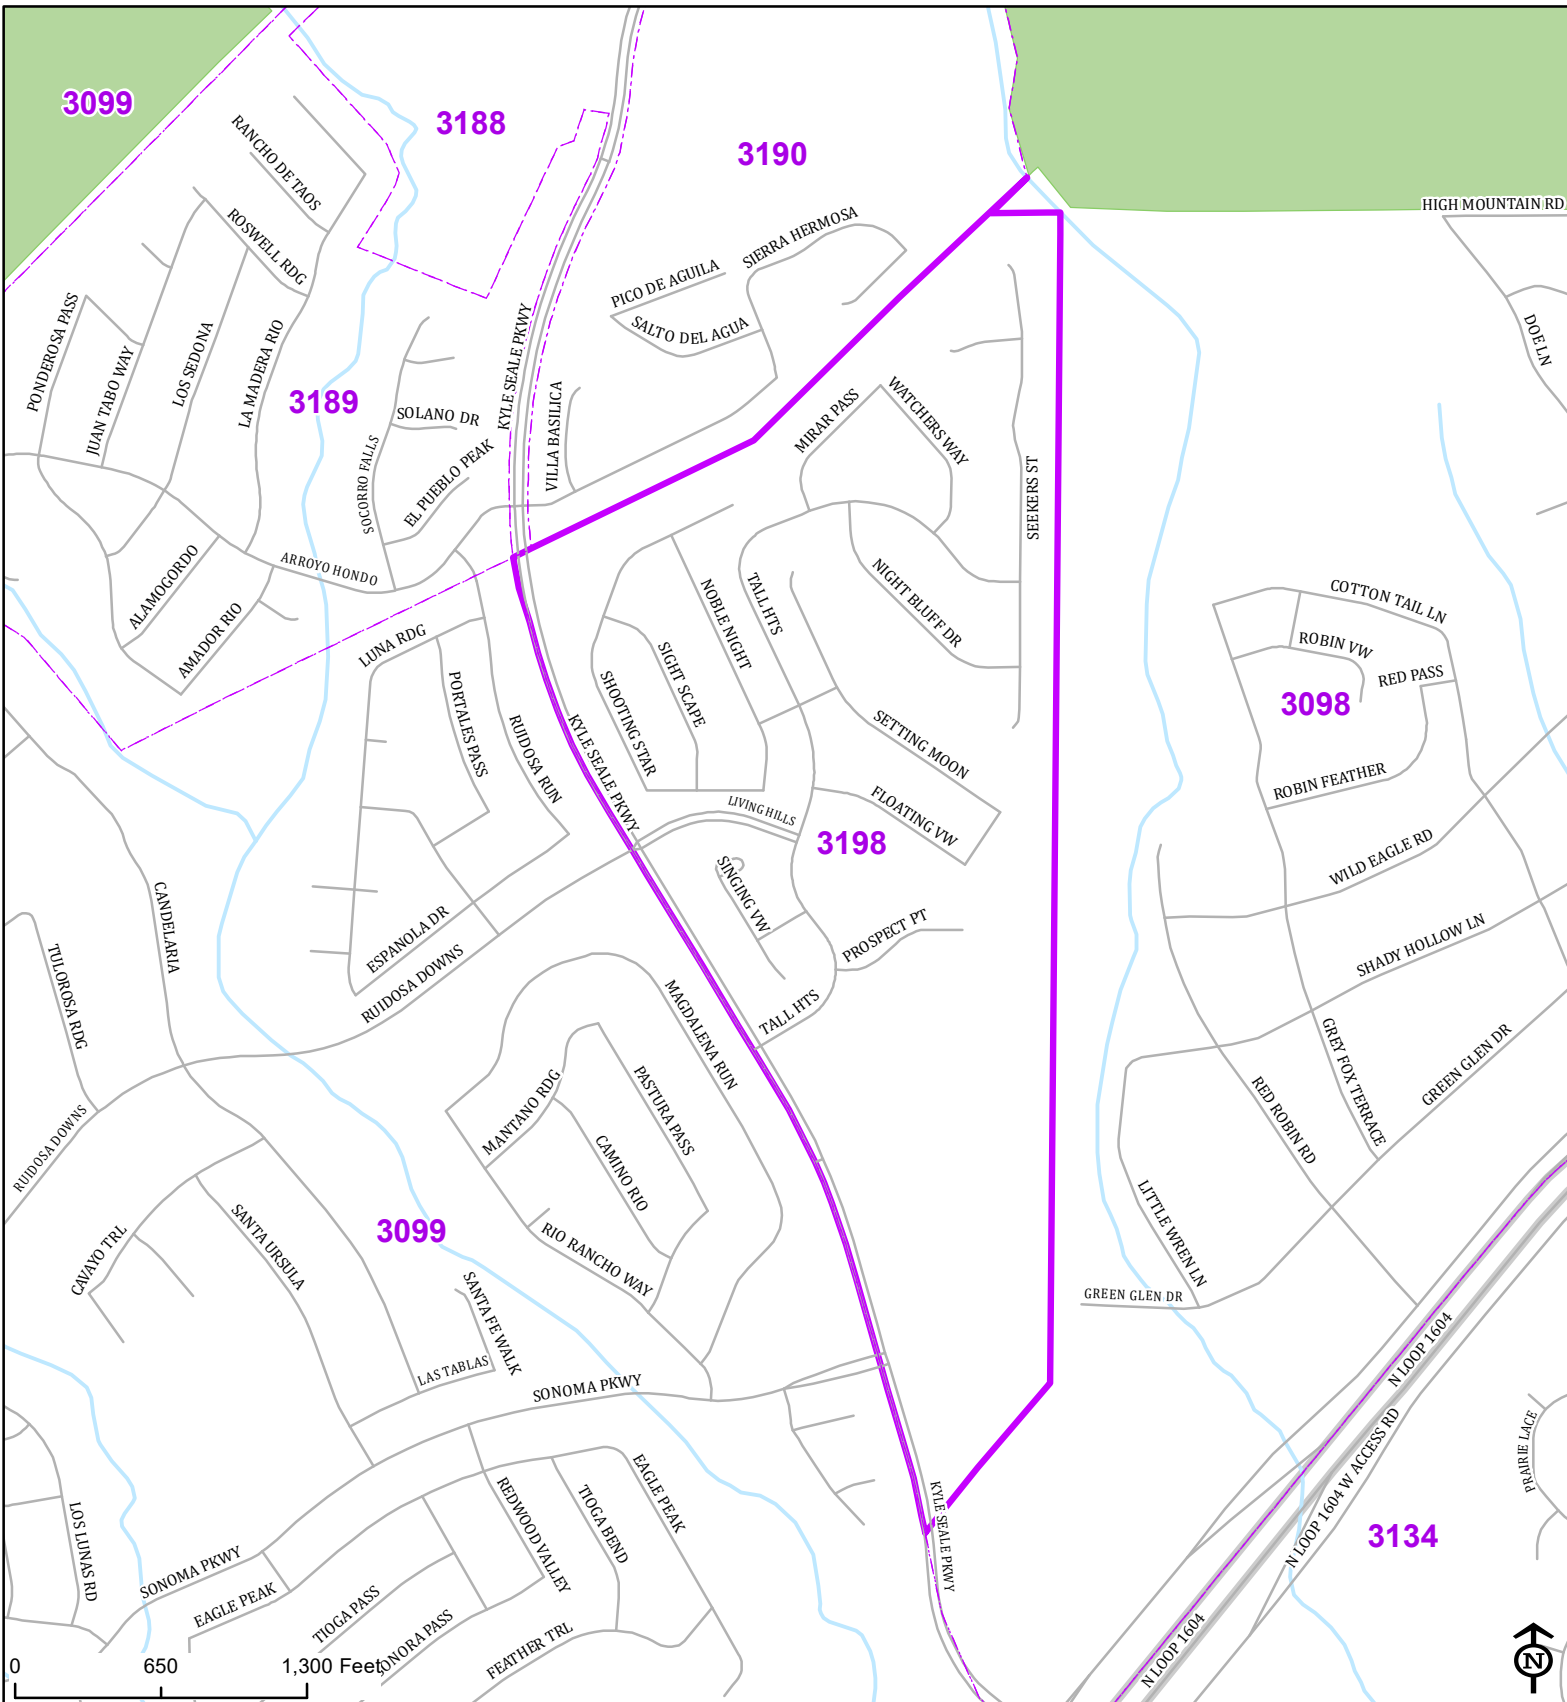 3099
3188
3190
RANCHO DE TAOS
HIGH MOUNTAIN RD
ROSWELL RDG
SIERRA HERMOSA
PICO DE AGUILA
SALTO DEL AGUA
PONDEROSA PASS
JUAN TABO WAY
LOS SEDONA
LA MADERA RIO
KYLE SEALE PKWY
DOE LN
3189
SOLANO DR
VILLA BASILICA
MIRAR PASS
WATCHERS WAY
SOCORRO FALLS
EL PUEBLO PEAK
SEEKERS ST
ARROYO HONDO
ALAMOGORDO
AMADOR RIO
NOBLE NIGHT
TALL HTS
NIGHT BLUFF DR
COTTON TAIL LN
ROBIN VW
RED PASS
3098
LUNA RDG
PORTALES PASS
RUIDOSA RUN
SHOOTING STAR
SIGHT SCAPE
KYLE SEALE PKWY
SETTING MOON
ROBIN FEATHER
LIVING HILLS
FLOATING VW
3198
WILD EAGLE RD
SINGING VW
CANDELARIA
ESPANOLA DR
RUIDOSA DOWNS
PROSPECT PT
SHADY HOLLOW LN
TULOROSA RDG
MAGDALENA RUN
TALL HTS
GREY FOX TERRACE
GREEN GLEN DR
RED ROBIN RD
MANTANO RDG
PASTURA PASS
CAMINO RIO
RUIDOSA DOWNS
3099
CAVAYO TRL
SANTA URSULA
RIO RANCHO WAY
LITTLE WREN LN
GREEN GLEN DR
SANTA FE WALK
LAS TABLAS
SONOMA PKWY
N LOOP 1604
N LOOP 1604 W ACCESS RD
PRAIRIE LACE
EAGLE PEAK
REDWOOD VALLEY
TIOGA BEND
KYLE SEALE PKWY
3134
LOS LUNAS RD
SONOMA PKWY
EAGLE PEAK
TIOGA PASS
SONORA PASS
FEATHER TRL
N LOOP 1604
0 650 1,300 Feet
N